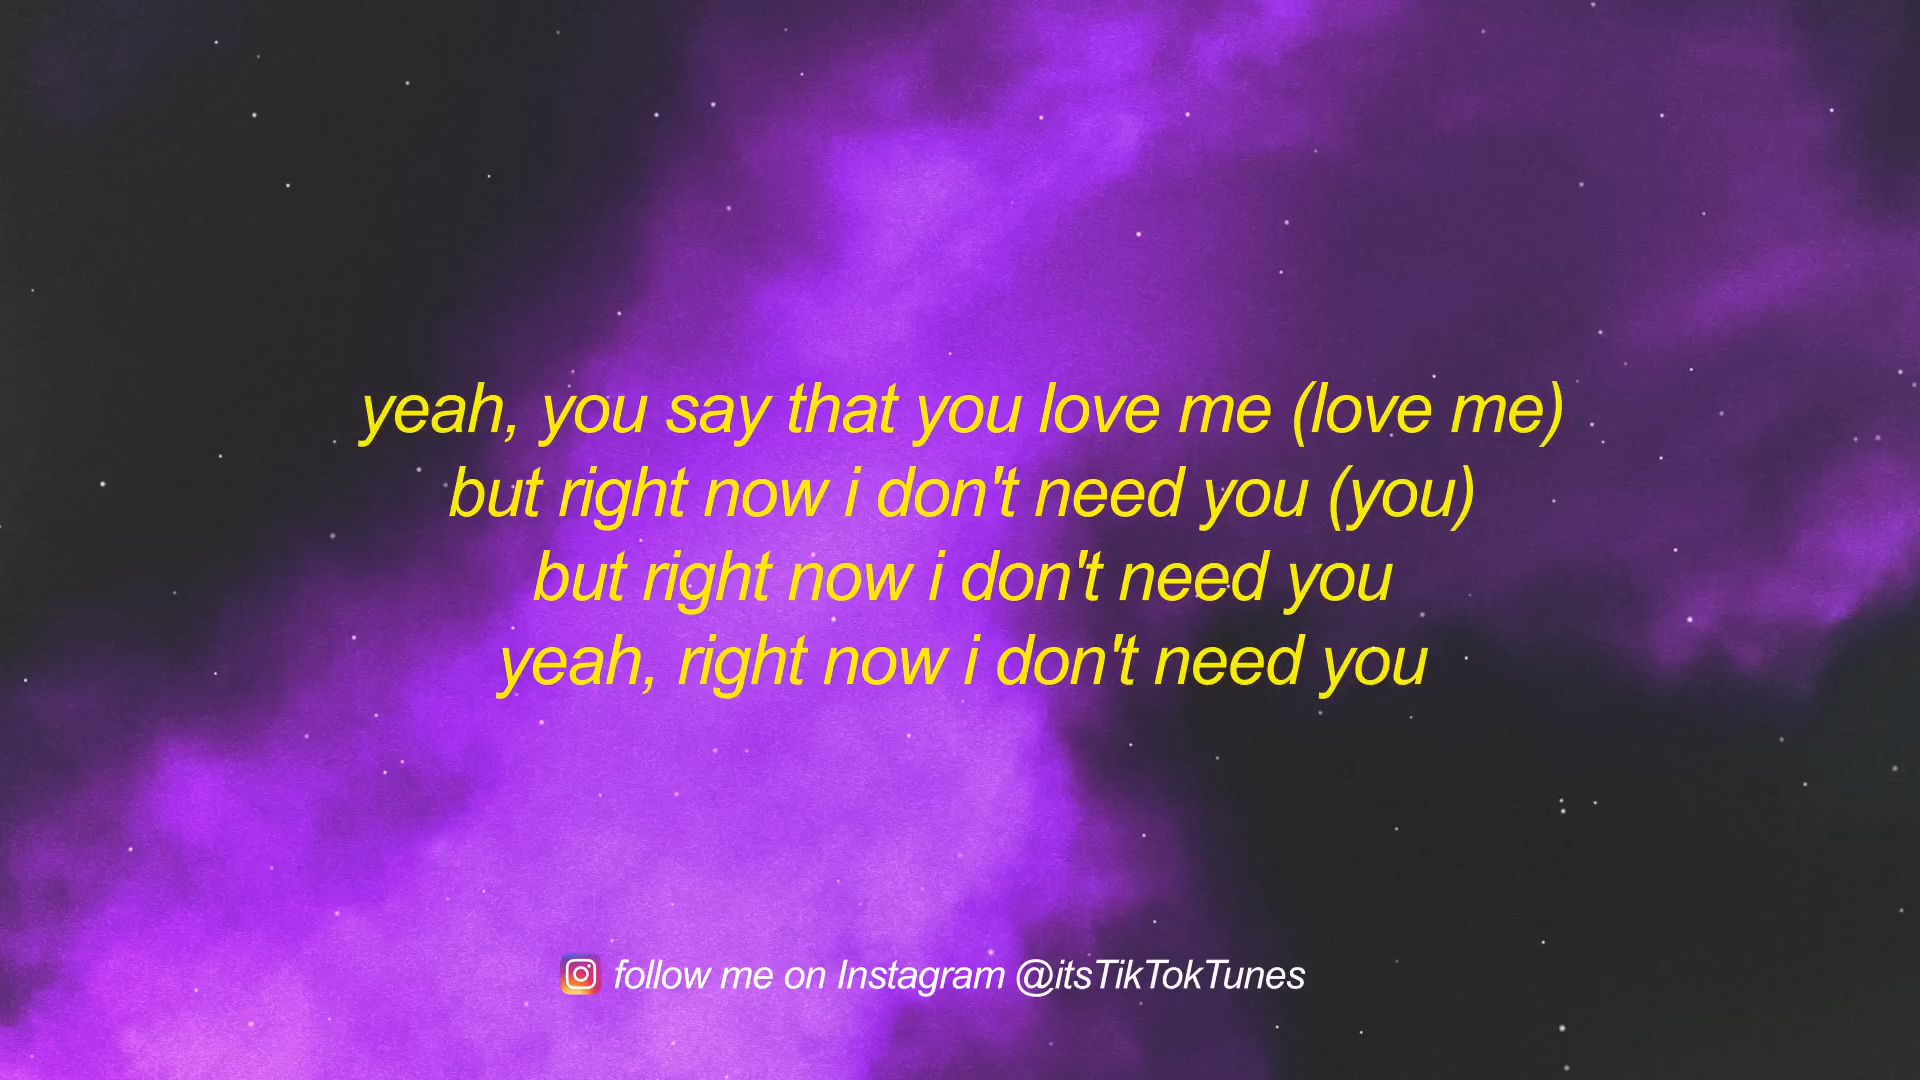 yeah, you say that you love me (love me)
but right now i don't need you (you)
but right now i don't need you
yeah, right now i don't need you
follow me on Instagram @itsTikTokTunes